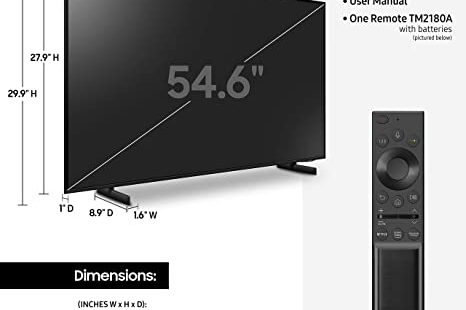 • User Manual
• One Remote TM2180A
with batteries
(pictured below)
27.9" H
29.9" H
54.6"
1" D
8.9" D
1.6" W
Dimensions:
(INCHES W x H x D):